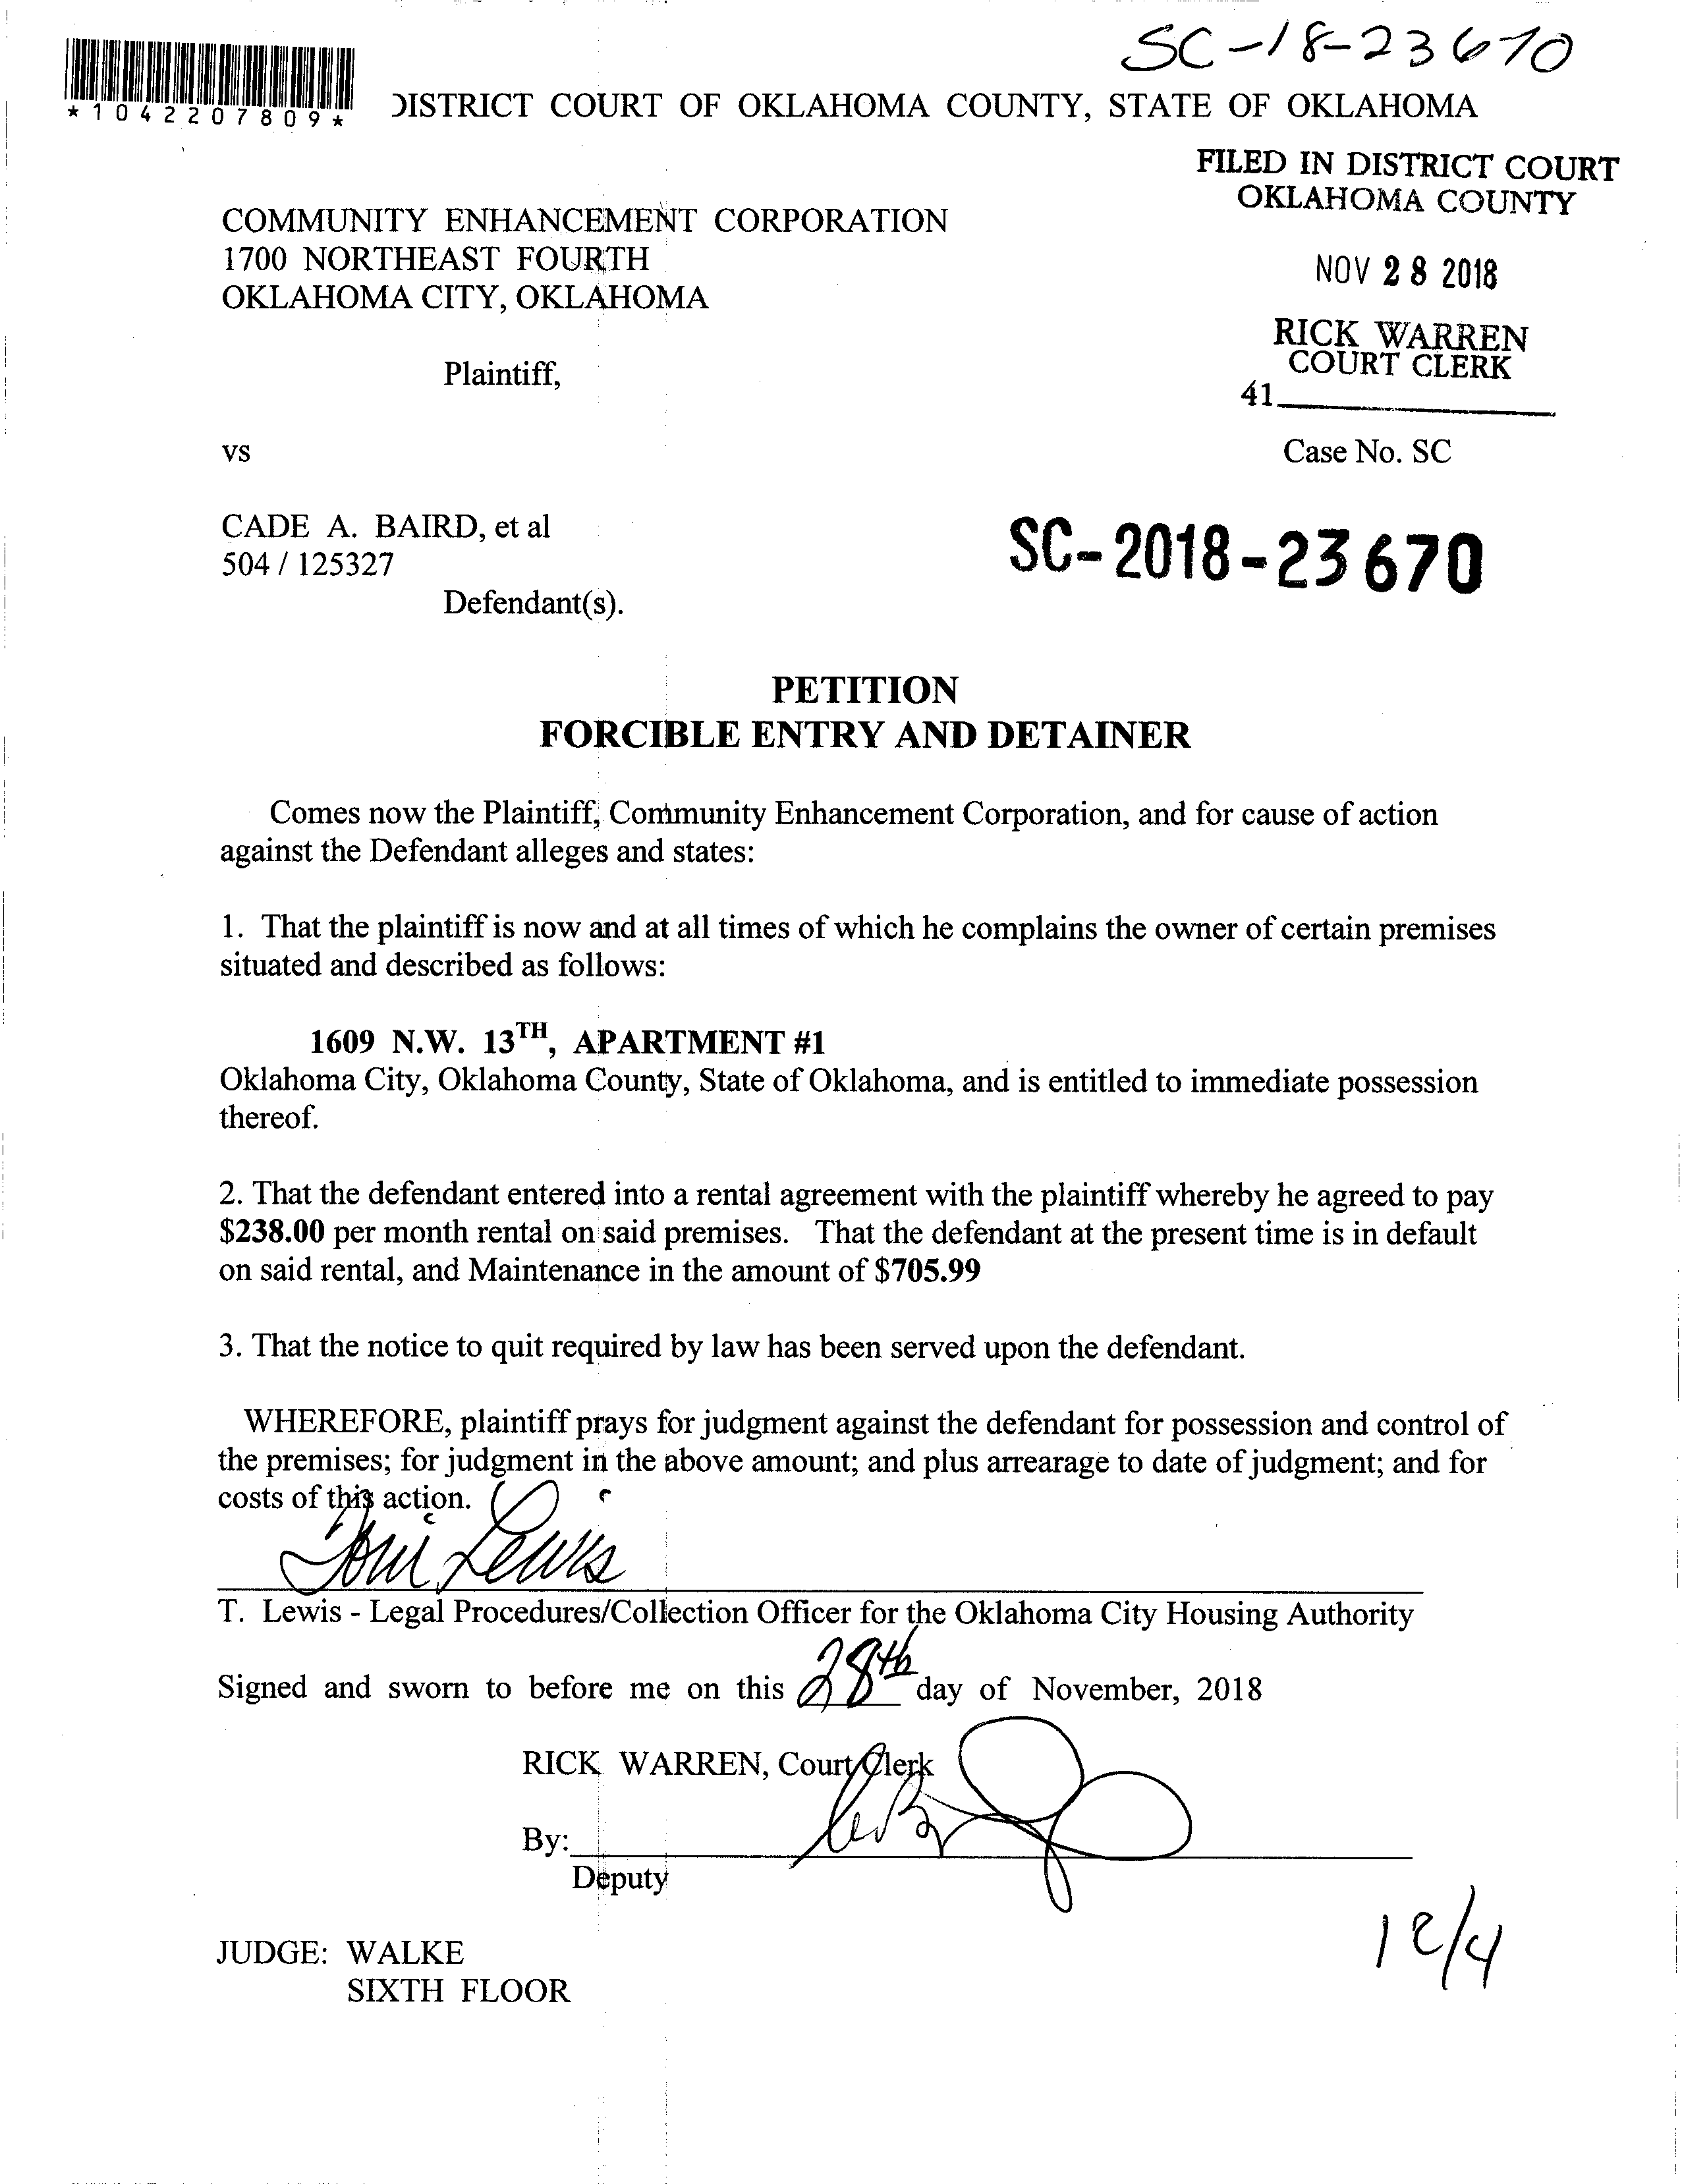 SC-18-23670
*1042207809*
DISTRICT COURT OF OKLAHOMA COUNTY, STATE OF OKLAHOMA
FILED IN DISTRICT COURT
OKLAHOMA COUNTY
COMMUNITY ENHANCEMENT CORPORATION
1700 NORTHEAST FOURTH
OKLAHOMA CITY, OKLAHOMA
NOV 28 2018
RICK WARREN
COURT CLERK
41
Plaintiff,
vs
Case No. SC
CADE A. BAIRD, et al
504 / 125327
SC-2018-23670
Defendant(s).
PETITION
FORCIBLE ENTRY AND DETAINER
Comes now the Plaintiff, Community Enhancement Corporation, and for cause of action
against the Defendant alleges and states:
1. That the plaintiff is now and at all times of which he complains the owner of certain premises
situated and described as follows:
1609 N.W. 13TH, APARTMENT #1
Oklahoma City, Oklahoma County, State of Oklahoma, and is entitled to immediate possession
thereof.
2. That the defendant entered into a rental agreement with the plaintiff whereby he agreed to pay
$238.00 per month rental on said premises. That the defendant at the present time is in default
on said rental, and Maintenance in the amount of $705.99
3. That the notice to quit required by law has been served upon the defendant.
WHEREFORE, plaintiff prays for judgment against the defendant for possession and control of
the premises; for judgment in the above amount; and plus arrearage to date of judgment; and for
costs of this action.
Toni Lewis
T. Lewis - Legal Procedures/Collection Officer for the Oklahoma City Housing Authority
Signed and sworn to before me on this 28th day of November, 2018
RICK WARREN, Court Clerk
By:
Deputy
12/4
JUDGE: WALKE
SIXTH FLOOR